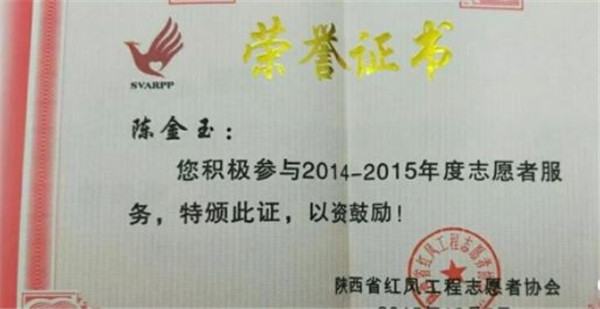 荣誉证书
SVARPP
陈金玉：
您积极参与2014-2015年度志愿者服
务，特颁此证，以资鼓励！
陕西省红凤工程志愿者协会